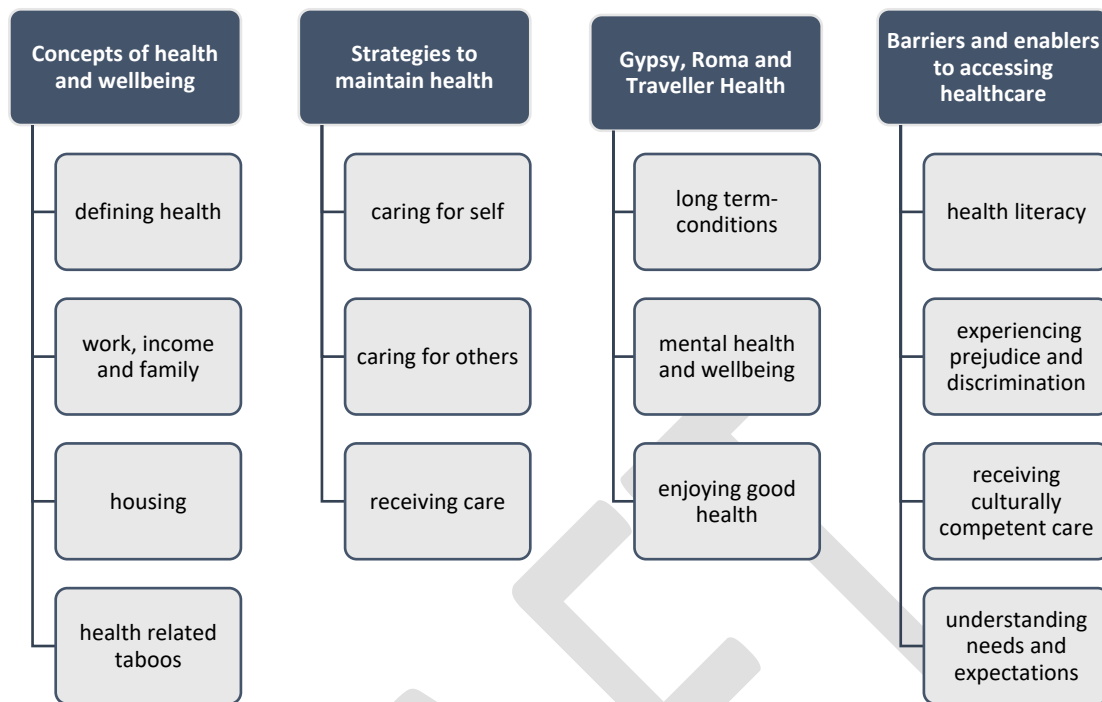 Concepts of health
and wellbeing
defining health
work, income
and family
housing
health related
taboos
Strategies to
maintain health
caring for self
caring for others
receiving care
Gypsy, Roma and
Traveller Health
long term-
conditions
mental health
and wellbeing
enjoying good
health
Barriers and enablers
to accessing
healthcare
health literacy
experiencing
prejudice and
discrimination
receiving
culturally
competent care
understanding
needs and
expectations